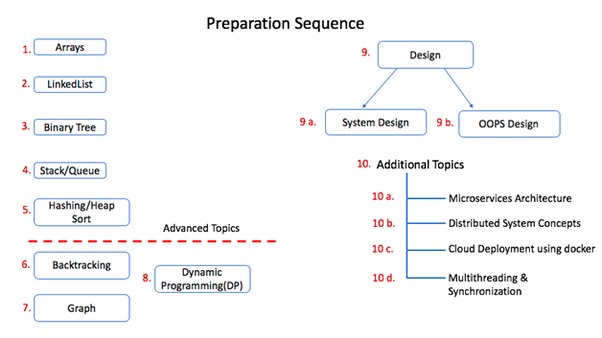 Preparation Sequence
1. Arrays
2. LinkedList
3. Binary Tree
4. Stack/Queue
5. Hashing/Heap
Sort
Advanced Topics
6. Backtracking
7. Graph
8. Dynamic
Programming(DP)
9. Design
9 a. System Design
9 b. OOPS Design
10. Additional Topics
10 a. Microservices Architecture
10 b. Distributed System Concepts
10 c. Cloud Deployment using docker
10 d. Multithreading &
Synchronization